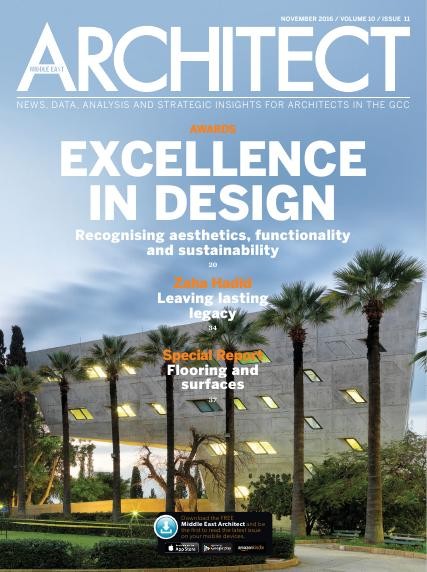 NOVEMBER 2016 / VOLUME 10 / ISSUE 11
ARCHITECT
MIDDLE EAST
NEWS, DATA, ANALYSIS AND STRATEGIC INSIGHTS FOR ARCHITECTS IN THE GCC
AWARDS
EXCELLENCE
IN DESIGN
Recognising aesthetics, functionality
and sustainability
20
Zaha Hadid
Leaving lasting
legacy
34
Special Report
Flooring and
surfaces
37
Download the FREE
Middle East Architect and be
the first to read the latest issue
on your mobile devices.
App Store
Google play
amazonkindle